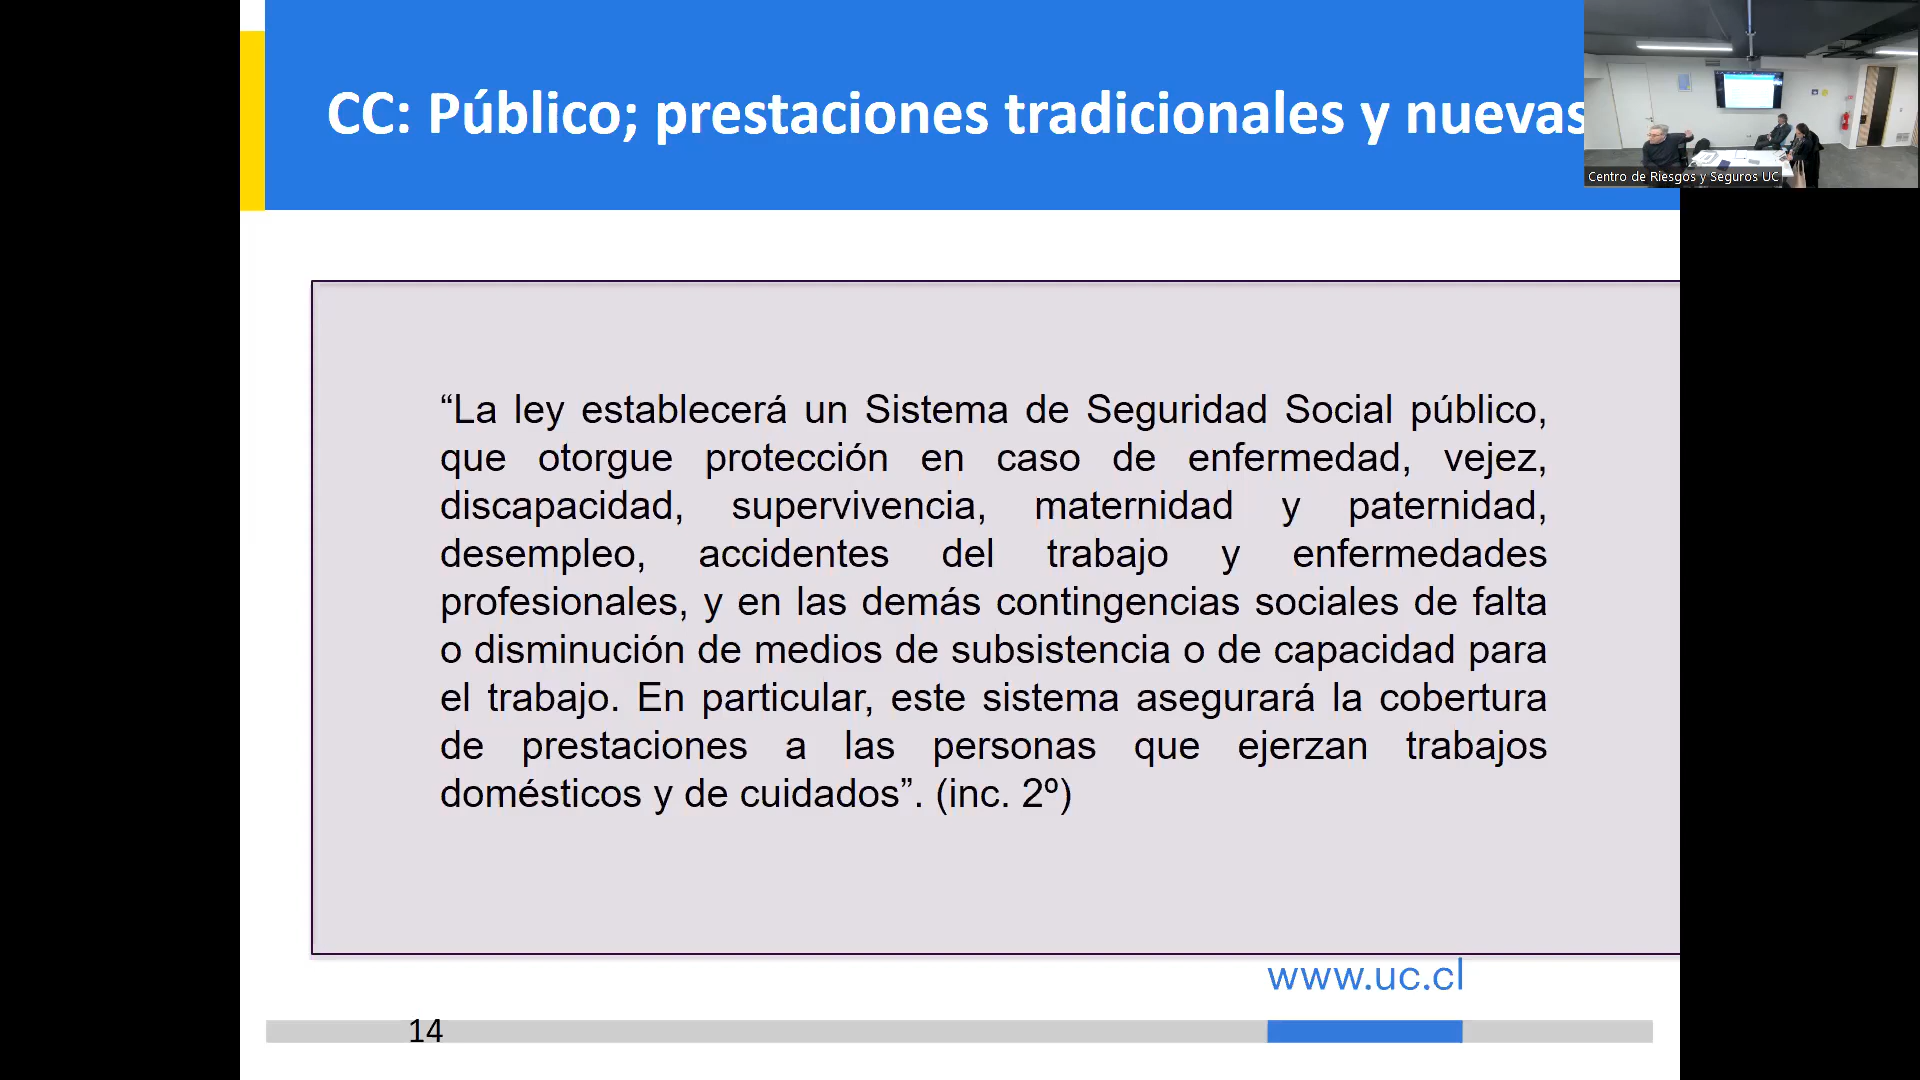 CC: Público; prestaciones tradicionales y nuevas
Centro de Riesgos y Seguros UC
“La ley establecerá un Sistema de Seguridad Social público,
que otorgue protección en caso de enfermedad, vejez,
discapacidad, supervivencia, maternidad y paternidad,
desempleo, accidentes del trabajo y enfermedades
profesionales, y en las demás contingencias sociales de falta
o disminución de medios de subsistencia o de capacidad para
el trabajo. En particular, este sistema asegurará la cobertura
de prestaciones a las personas que ejerzan trabajos
domésticos y de cuidados”. (inc. 2º)
www.uc.cl
14